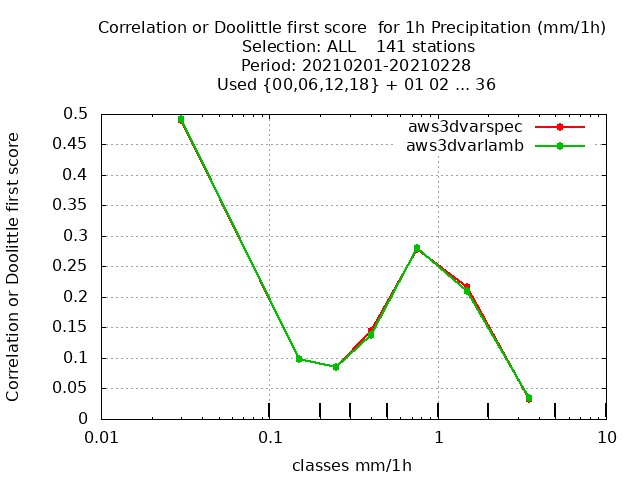 Correlation or Doolittle first score  for 1h Precipitation (mm/1h)
Selection: ALL    141 stations
Period: 20210201-20210228
Used {00,06,12,18} + 01 02 ... 36
aws3dvarspec
aws3dvarlamb
Correlation or Doolittle first score
0.5
0.45
0.4
0.35
0.3
0.25
0.2
0.15
0.1
0.05
0
0.01
0.1
1
10
classes mm/1h